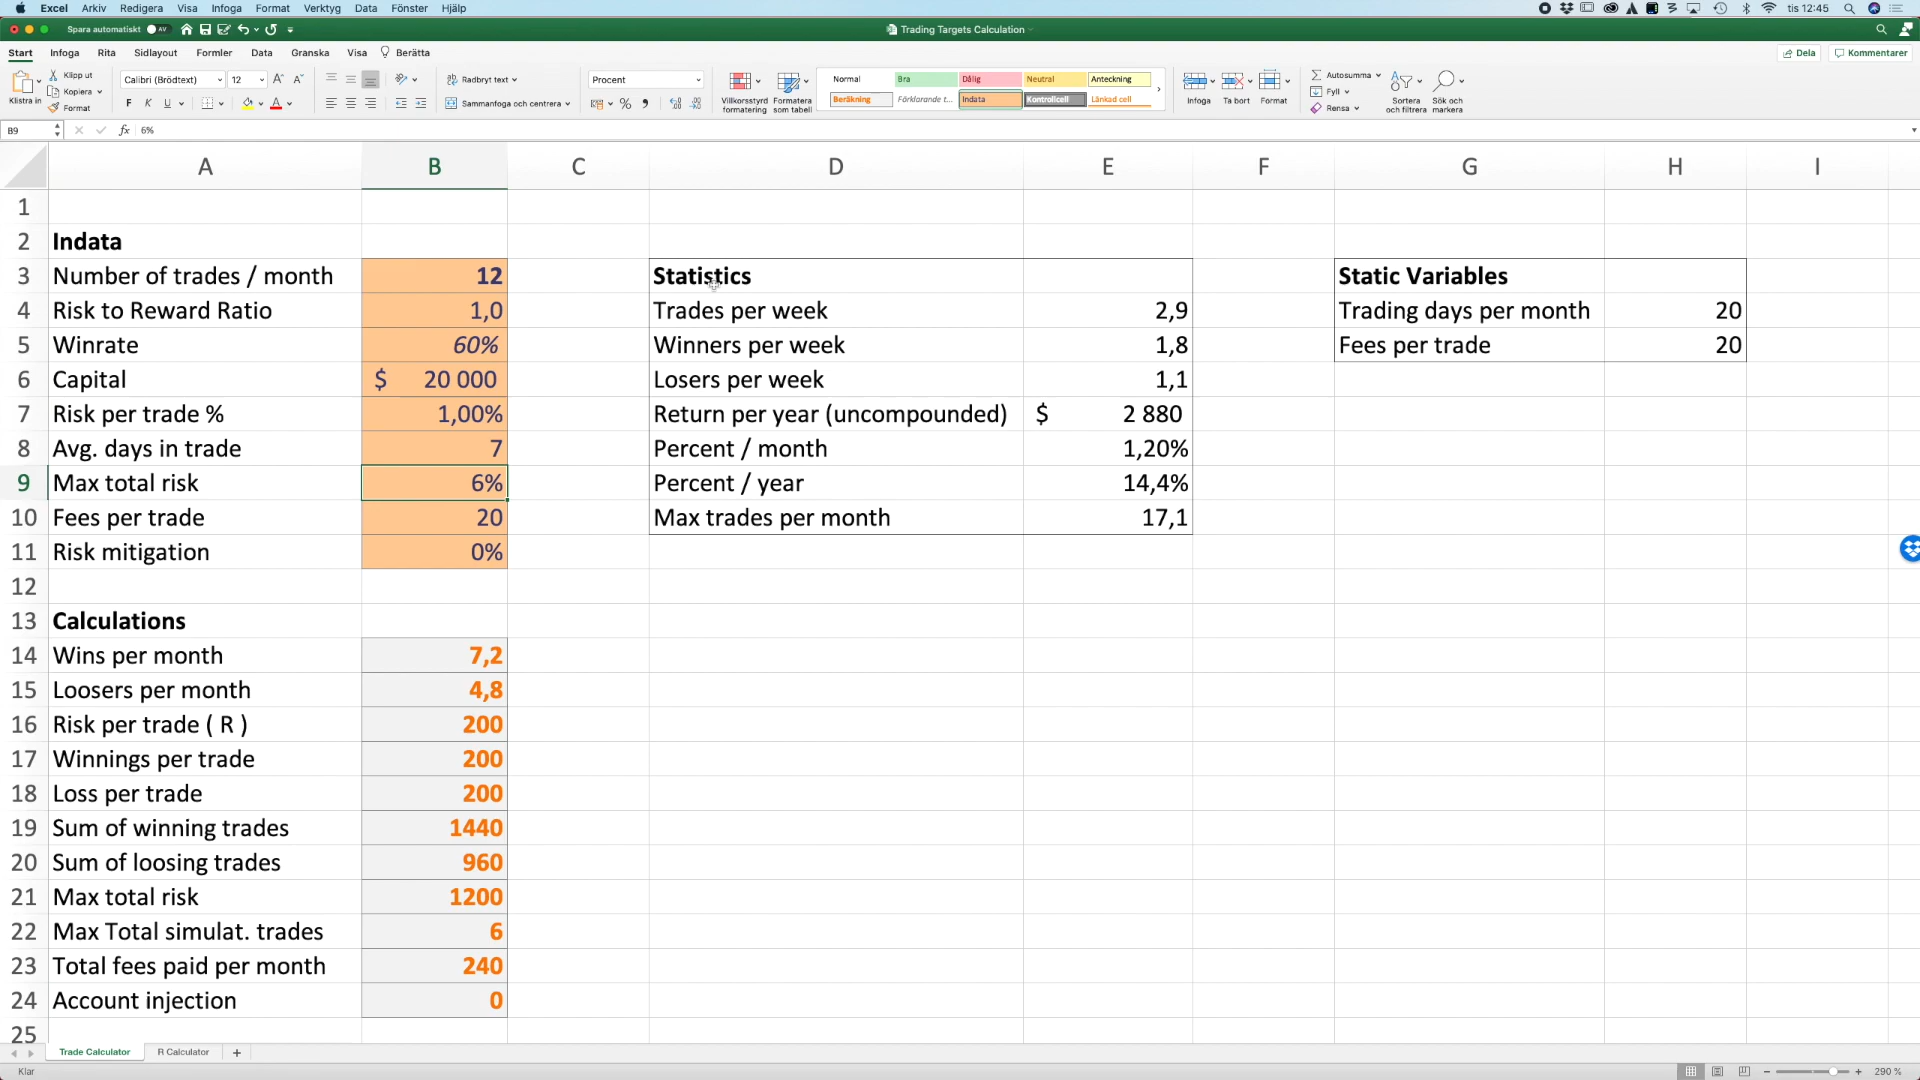 Excel Arkiv Redigera Visa Infoga Format Verktyg Data Fönster Hjälp tis 12:45
Spara automatiskt AV Trading Targets Calculation
Start Infoga Rita Sidlayout Formler Data Granska Visa Berätta Dela Kommentarer
Klistra in Klipp ut Kopiera Format
Calibri (Brödtext) 12 A A
F K U A
Radbryt text
Sammanfoga och centrera
Procent
% ,
Villkorsstyrd formatering Formatera som tabell
Normal Bra Dålig Neutral Anteckning
Beräkning Förklarande t... Indata Kontrollcell Länkad cell
Infoga Ta bort Format
Autosumma Fyll Rensa
Sortera och filtrera Sök och markera
B9 fx 6%
A B C D E F G H I
1
2 Indata
3 Number of trades / month 12 Statistics Static Variables
4 Risk to Reward Ratio 1,0 Trades per week 2,9 Trading days per month 20
5 Winrate 60% Winners per week 1,8 Fees per trade 20
6 Capital $ 20 000 Losers per week 1,1
7 Risk per trade % 1,00% Return per year (uncompounded) $ 2 880
8 Avg. days in trade 7 Percent / month 1,20%
9 Max total risk 6% Percent / year 14,4%
10 Fees per trade 20 Max trades per month 17,1
11 Risk mitigation 0%
12
13 Calculations
14 Wins per month 7,2
15 Loosers per month 4,8
16 Risk per trade ( R ) 200
17 Winnings per trade 200
18 Loss per trade 200
19 Sum of winning trades 1440
20 Sum of loosing trades 960
21 Max total risk 1200
22 Max Total simulat. trades 6
23 Total fees paid per month 240
24 Account injection 0
25
Trade Calculator R Calculator +
Klar 290 %